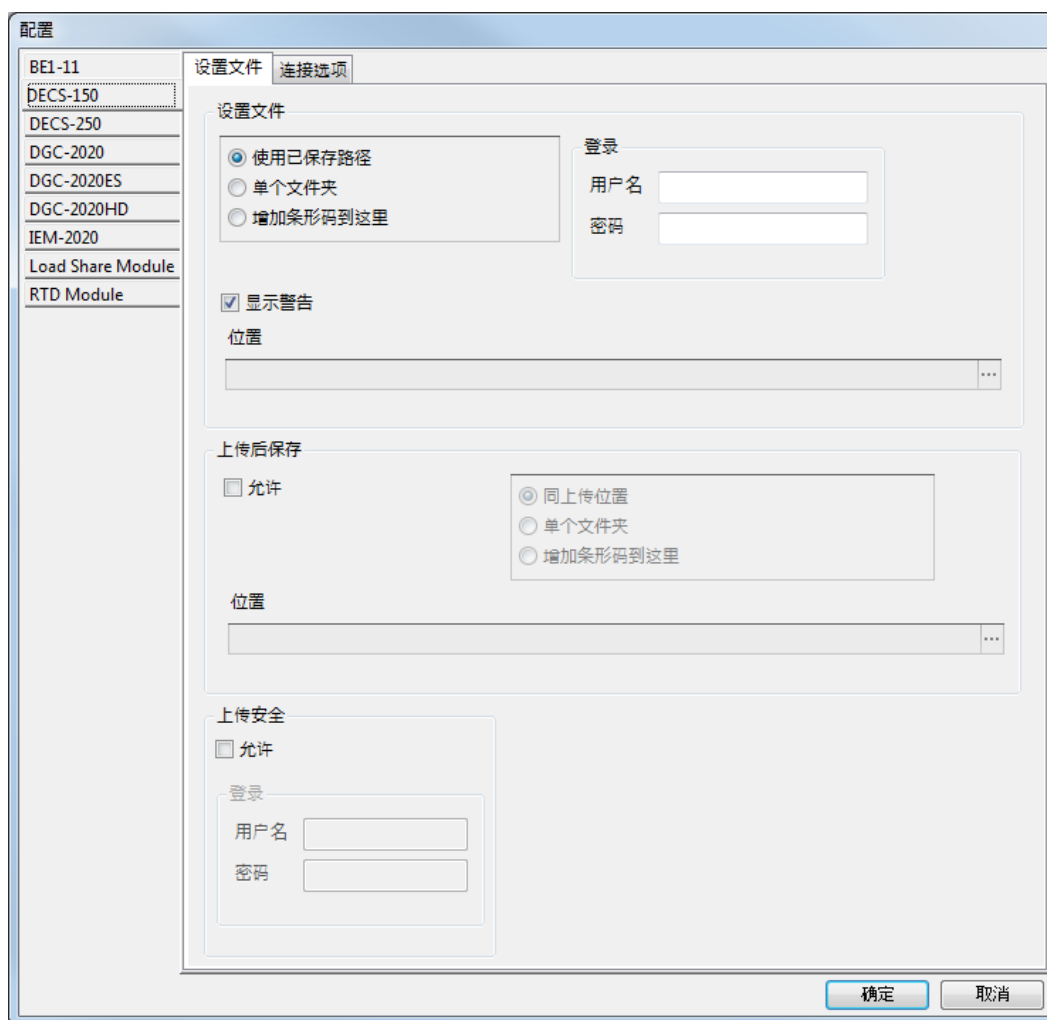 配置
BE1-11
DECS-150
DECS-250
DGC-2020
DGC-2020ES
DGC-2020HD
IEM-2020
Load Share Module
RTD Module
设置文件
连接选项
设置文件
使用已保存路径
单个文件夹
增加条形码到这里
登录
用户名
密码
显示警告
位置
...
上传后保存
允许
同上传位置
单个文件夹
增加条形码到这里
位置
...
上传安全
允许
登录
用户名
密码
确定
取消